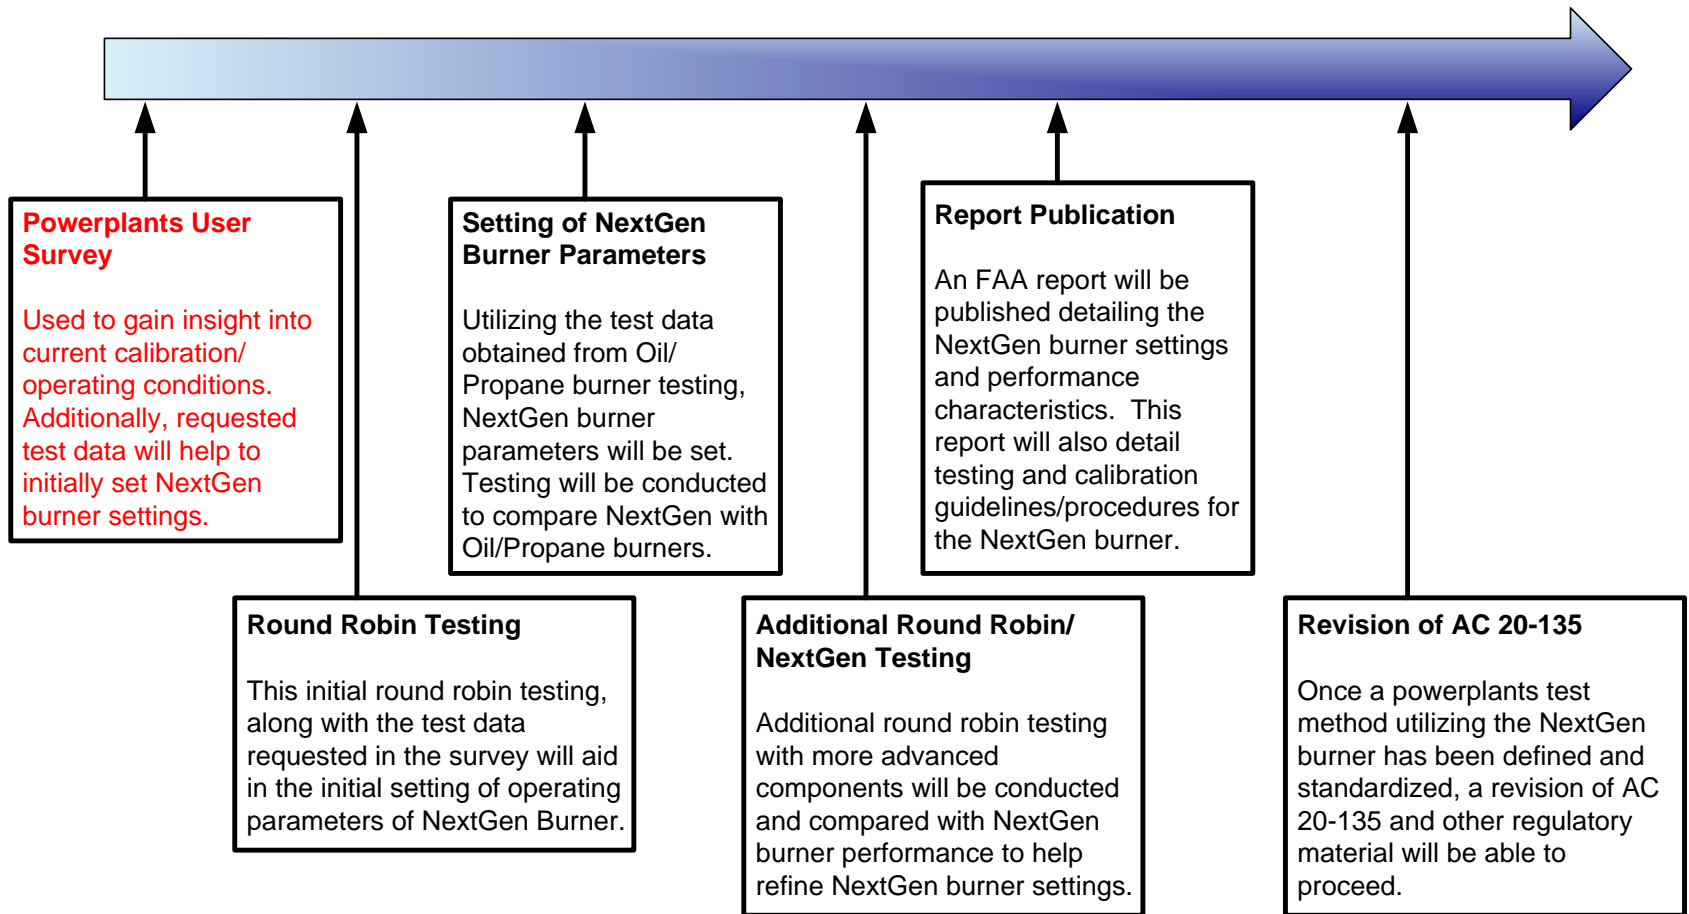 Powerplants User
Survey
Used to gain insight into
current calibration/
operating conditions.
Additionally, requested
test data will help to
initially set NextGen
burner settings.
Round Robin Testing
This initial round robin testing,
along with the test data
requested in the survey will aid
in the initial setting of operating
parameters of NextGen Burner.
Setting of NextGen
Burner Parameters
Utilizing the test data
obtained from Oil/
Propane burner testing,
NextGen burner
parameters will be set.
Testing will be conducted
to compare NextGen with
Oil/Propane burners.
Additional Round Robin/
NextGen Testing
Additional round robin testing
with more advanced
components will be conducted
and compared with NextGen
burner performance to help
refine NextGen burner settings.
Report Publication
An FAA report will be
published detailing the
NextGen burner settings
and performance
characteristics.  This
report will also detail
testing and calibration
guidelines/procedures for
the NextGen burner.
Revision of AC 20-135
Once a powerplants test
method utilizing the NextGen
burner has been defined and
standardized, a revision of AC
20-135 and other regulatory
material will be able to
proceed.